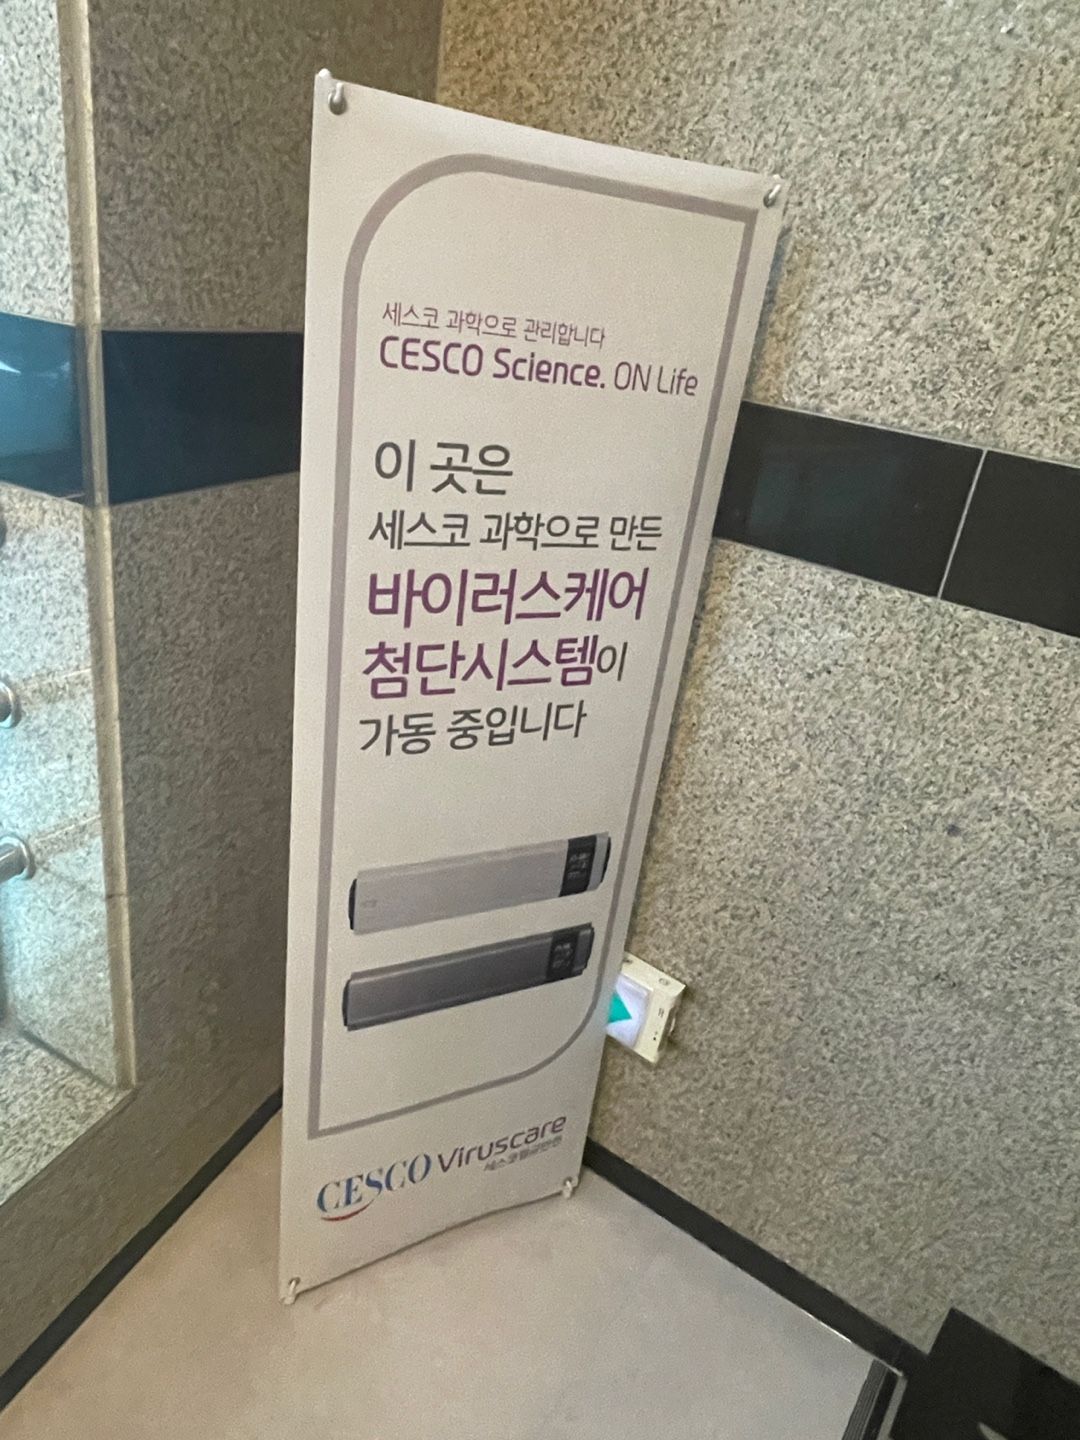 세스코 과학으로 관리합니다
CESCO Science. ON Life
이 곳은
세스코 과학으로 만든
바이러스케어
첨단시스템이
가동 중입니다
CESCO Viruscare